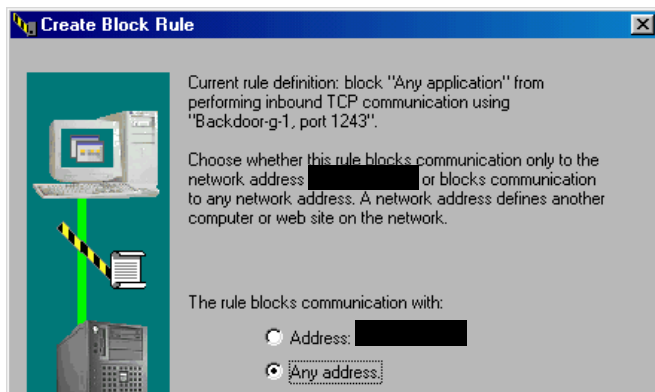 Create Block Rule
Current rule definition: block "Any application" from
performing inbound TCP communication using
"Backdoor-g-1, port 1243".
Choose whether this rule blocks communication only to the
network address or blocks communication
to any network address. A network address defines another
computer or web site on the network.
The rule blocks communication with:
Address:
Any address.